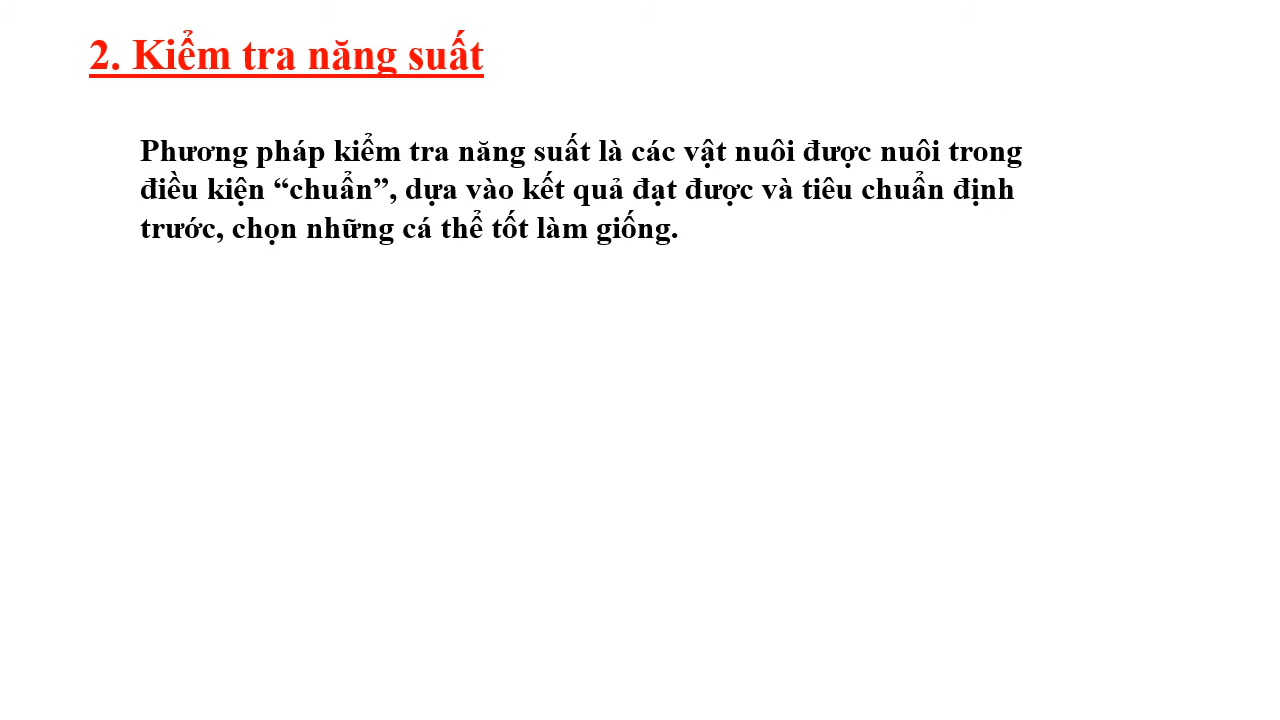 2. Kiểm tra năng suất
Phương pháp kiểm tra năng suất là các vật nuôi được nuôi trong
điều kiện “chuẩn”, dựa vào kết quả đạt được và tiêu chuẩn định
trước, chọn những cá thể tốt làm giống.